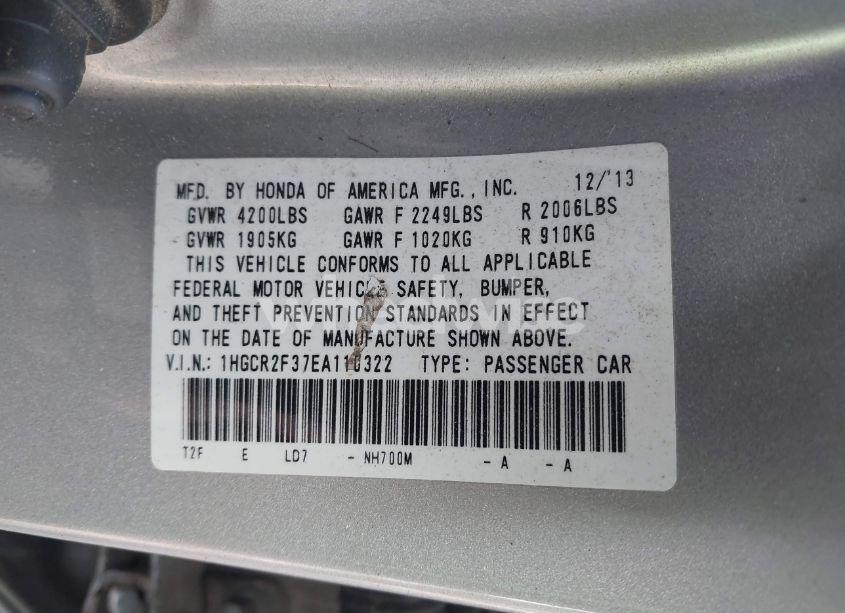 MFD. BY HONDA OF AMERICA MFG., INC. 12/'13
GVWR 4200LBS GAWR F 2249LBS R 2006LBS
GVWR 1905KG GAWR F 1020KG R 910KG
THIS VEHICLE CONFORMS TO ALL APPLICABLE
FEDERAL MOTOR VEHICLE SAFETY, BUMPER,
AND THEFT PREVENTION STANDARDS IN EFFECT
ON THE DATE OF MANUFACTURE SHOWN ABOVE.
V.I.N.: 1HGCR2F37EA110322 TYPE: PASSENGER CAR
T2F E LD7 - NH700M - A - A